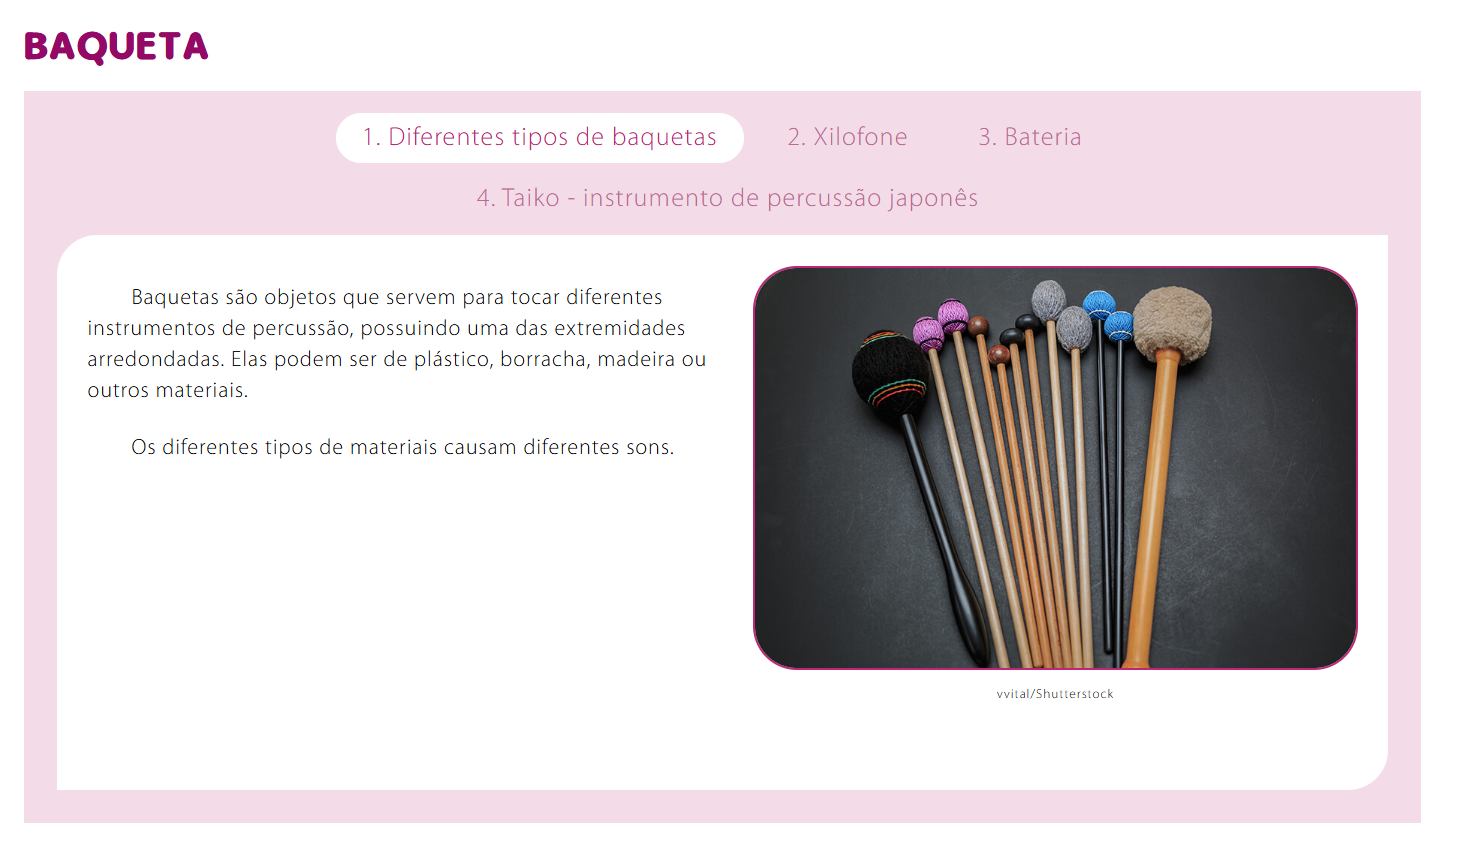 BAQUETA
1. Diferentes tipos de baquetas
2. Xilofone
3. Bateria
4. Taiko - instrumento de percussão japonês
Baquetas são objetos que servem para tocar diferentes
instrumentos de percussão, possuindo uma das extremidades
arredondadas. Elas podem ser de plástico, borracha, madeira ou
outros materiais.
Os diferentes tipos de materiais causam diferentes sons.
vvital/Shutterstock